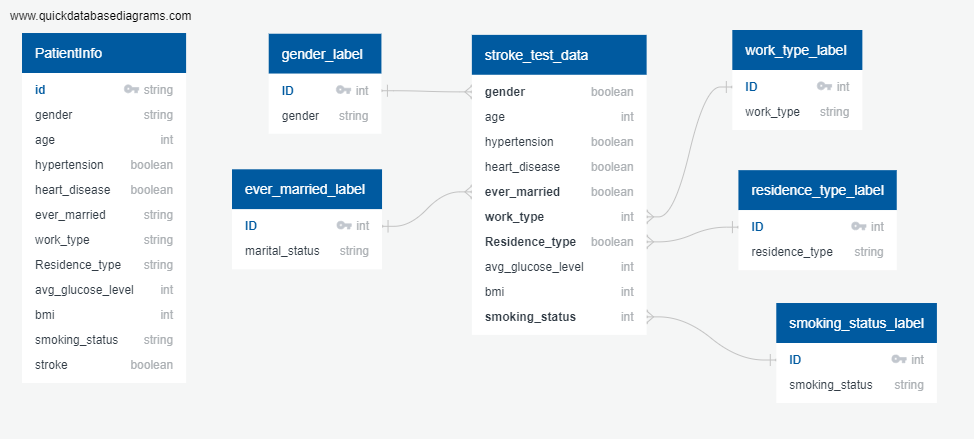 www.quickdatabasediagrams.com
PatientInfo
id string
gender string
age int
hypertension boolean
heart_disease boolean
ever_married string
work_type string
Residence_type string
avg_glucose_level int
bmi int
smoking_status string
stroke boolean
gender_label
ID int
gender string
ever_married_label
ID int
marital_status string
stroke_test_data
gender boolean
age int
hypertension boolean
heart_disease boolean
ever_married boolean
work_type int
Residence_type boolean
avg_glucose_level int
bmi int
smoking_status int
work_type_label
ID int
work_type string
residence_type_label
ID int
residence_type string
smoking_status_label
ID int
smoking_status string